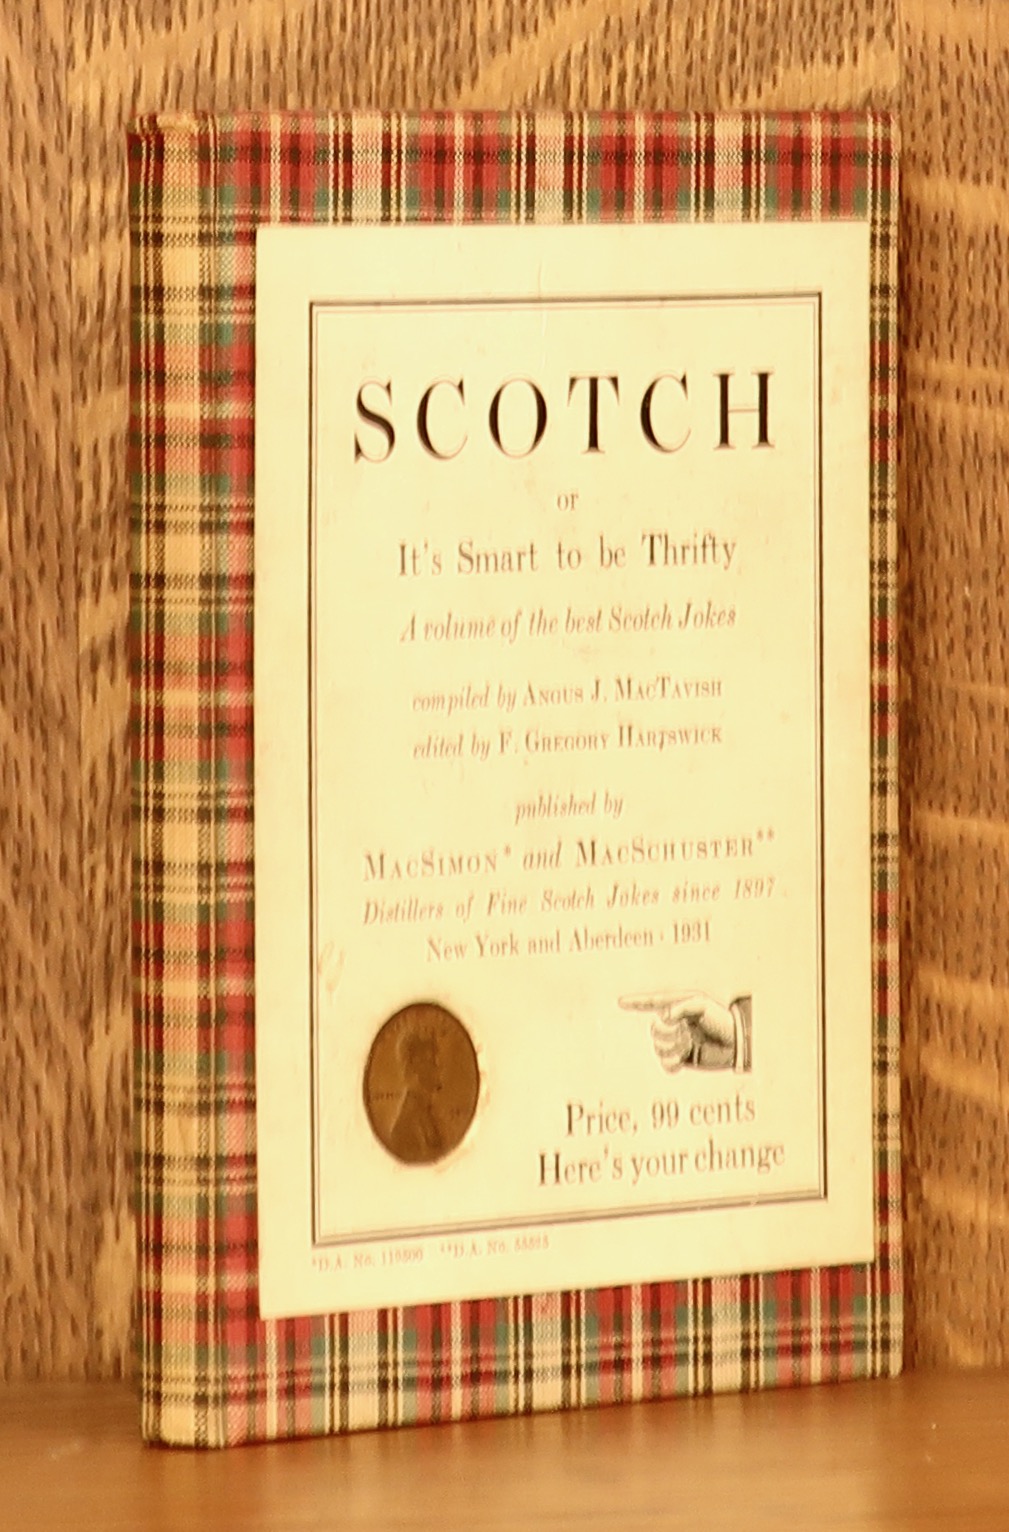 SCOTCH
or
It's Smart to be Thrifty
A volume of the best Scotch Jokes
compiled by ANGUS J. MACTAVISH
edited by F. GREGORY HARTSWICK
published by
MACSIMON* and MACSCHUSTER**
Distillers of Fine Scotch Jokes since 1897.
New York and Aberdeen · 1931
Price, 99 cents
Here's your change
*D.A. No. **D.A. No.